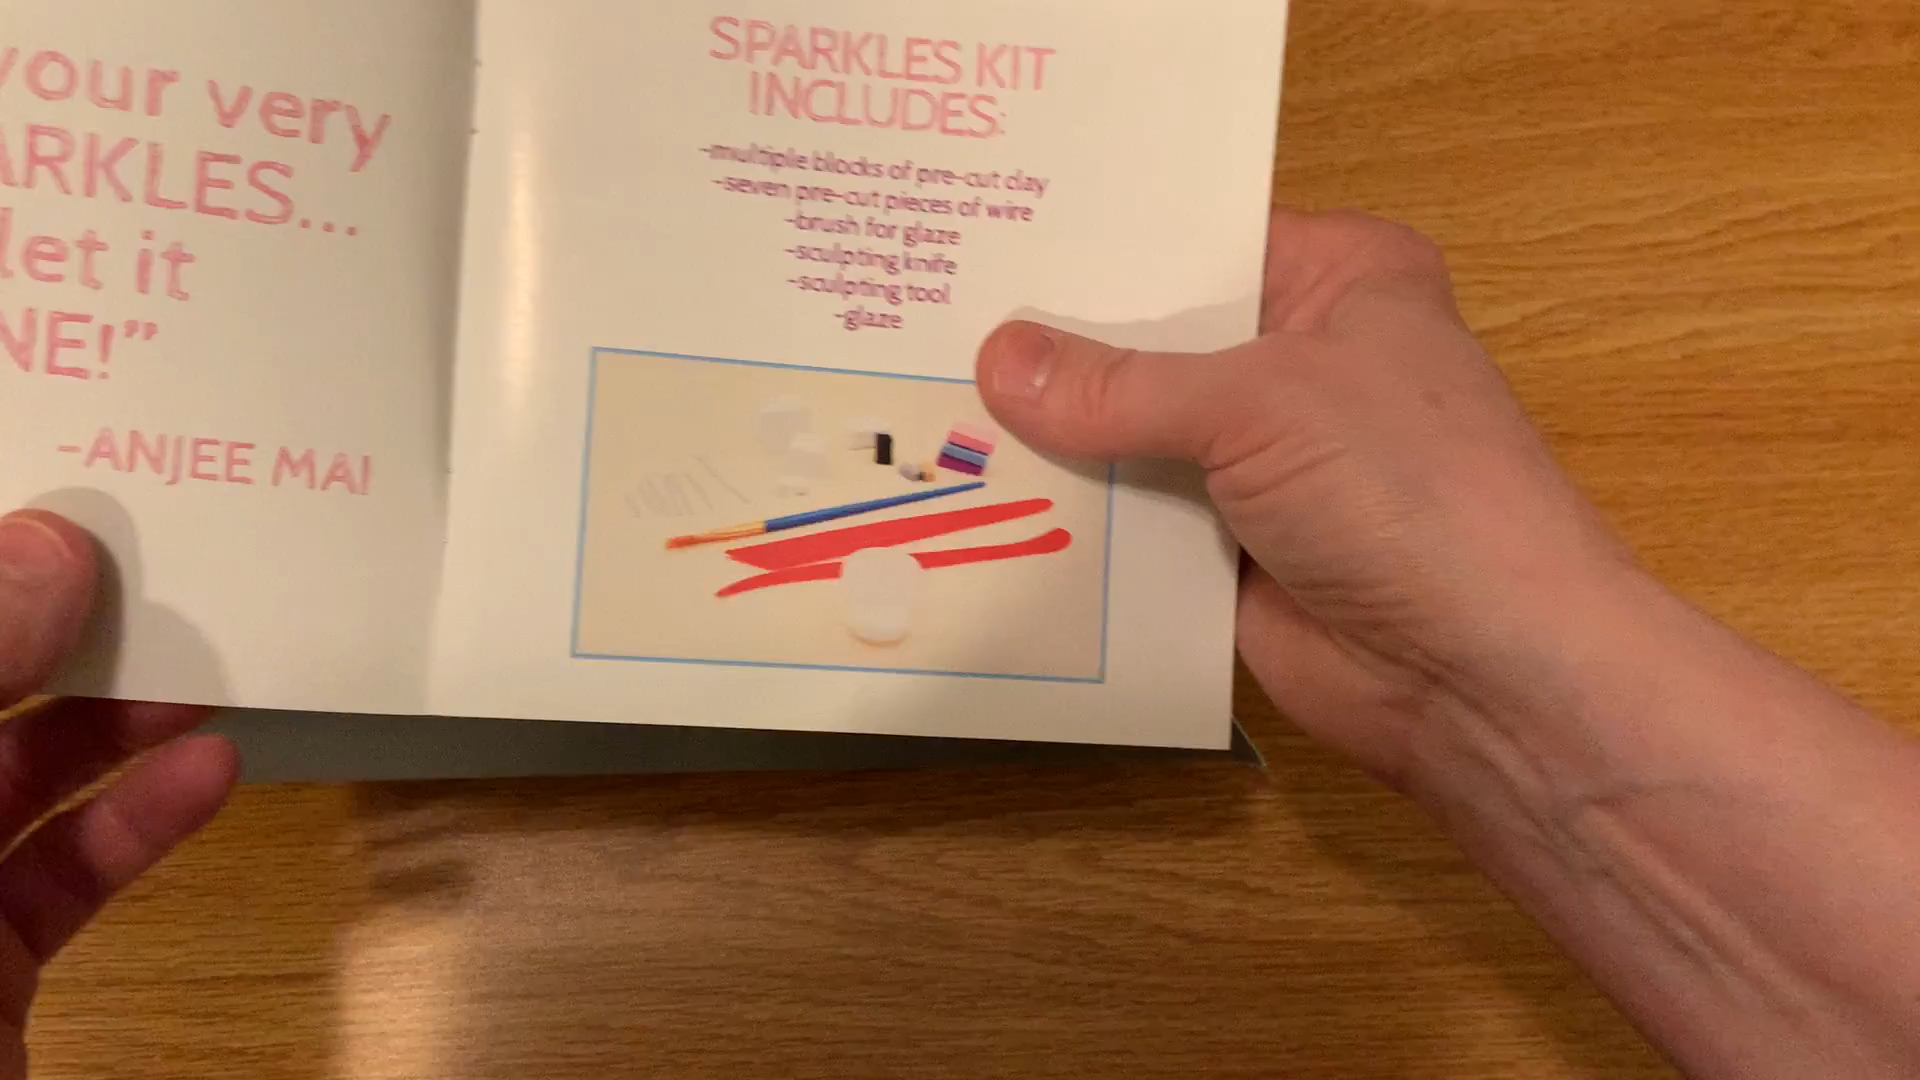 your very
ARKLES...
let it
NE!”
-ANJEE MAI
SPARKLES KIT
INCLUDES:
-multiple blocks of pre-cut clay
-seven pre-cut pieces of wire
-brush for glaze
-sculpting knife
-sculpting tool
-glaze